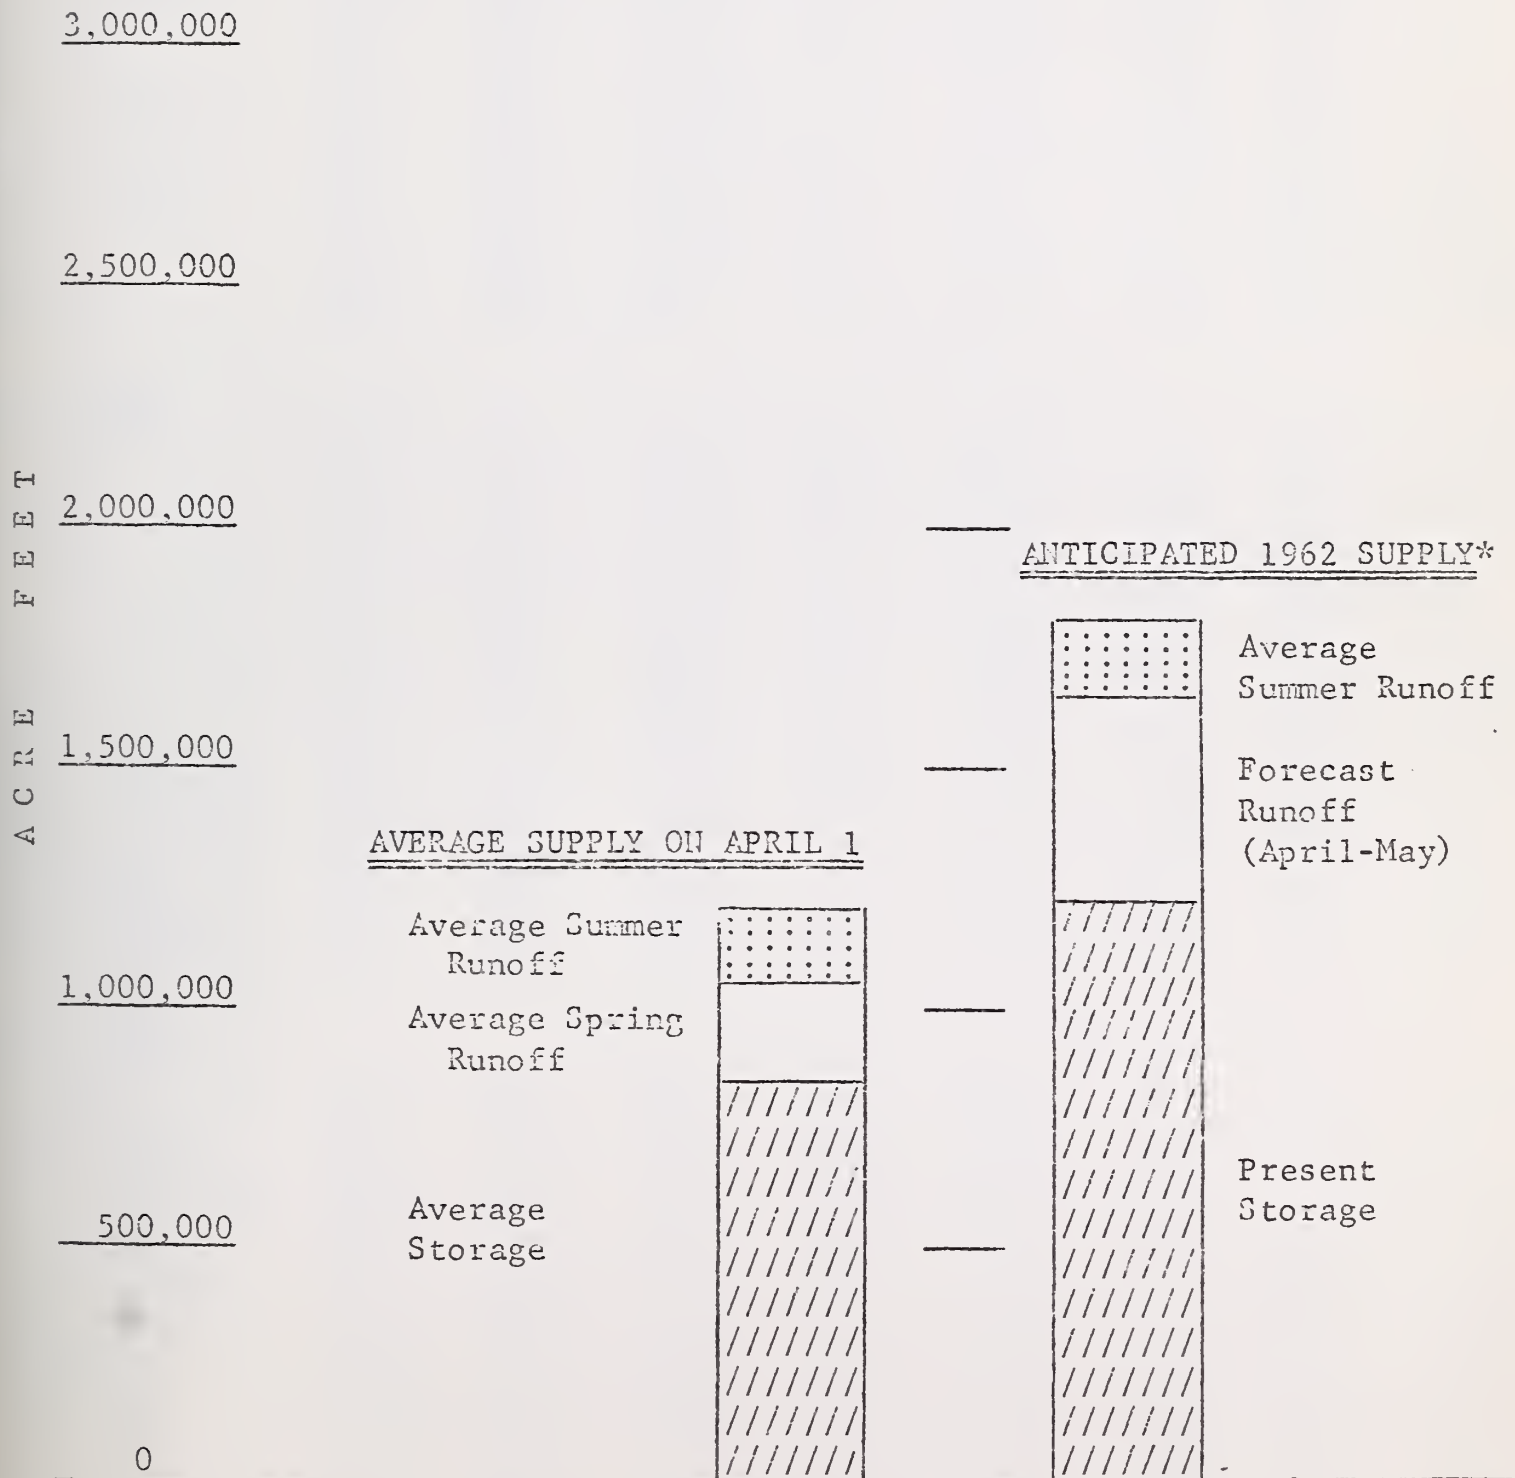 3,000,000
2,500,000
2,000,000
1,500,000
1,000,000
500,000
0
ACRE FEET
AVERAGE SUPPLY ON APRIL 1
Average Summer
Runoff
Average Spring
Runoff
Average
Storage
ANTICIPATED 1962 SUPPLY*
Average
Summer Runoff
Forecast
Runoff
(April-May)
Present
Storage